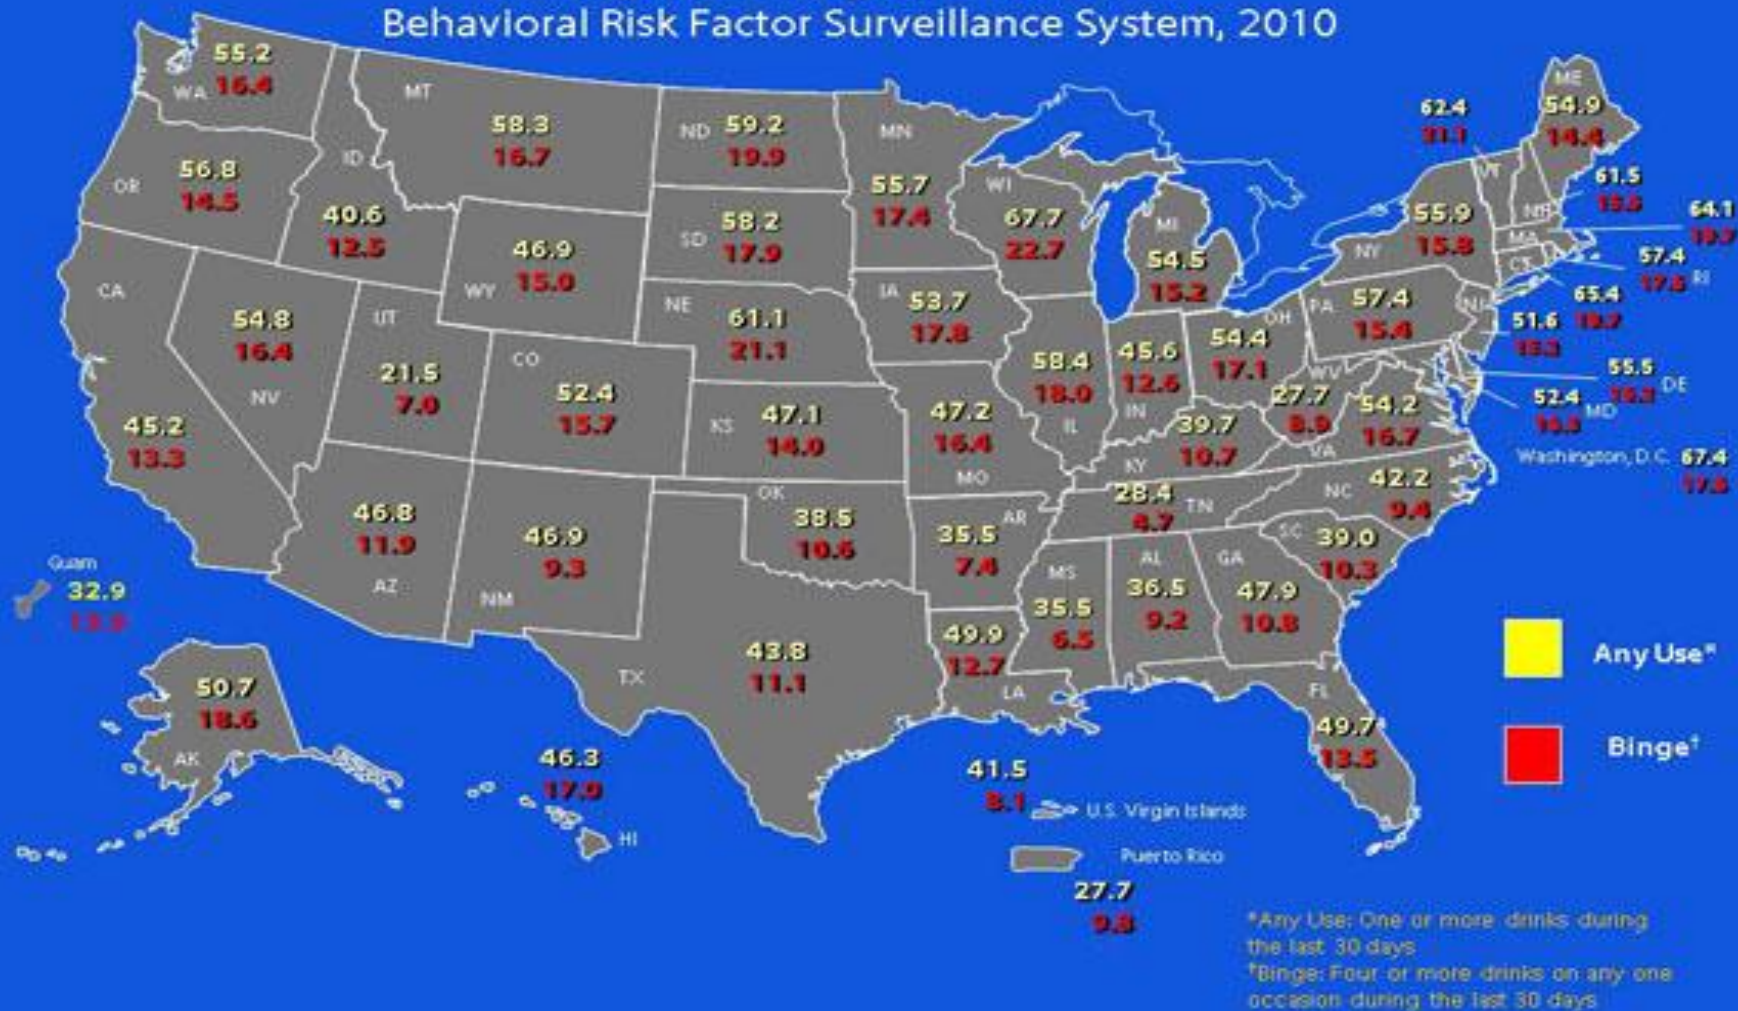 Behavioral Risk Factor Surveillance System, 2010
55.2
WA 16.4
MT
58.3
16.7
ND 59.2
19.9
MN
55.7
17.4
62.4
21.1
ME
54.9
14.4
OR
56.8
14.5
ID
40.6
12.5
46.9
WY 15.0
SD 58.2
17.9
WI
67.7
22.7
MI
54.5
15.2
VT
61.5
NH
64.1
55.9
NY 15.8
MA
CT
57.4
RI
65.4
CA
45.2
13.3
54.8
16.4
NV
UT
21.5
7.0
CO
52.4
15.7
NE
61.1
21.1
IA 53.7
17.8
58.4
18.0
IL
45.6
12.6
IN
OH
54.4
17.1
PA 57.4
15.4
NJ
51.6
55.5
DE
52.4
MD
Washington, D.C. 67.4
KS 47.1
14.0
47.2
16.4
MO
39.7
KY 10.7
WV
27.7
8.9
54.2
16.7
VA
46.8
11.9
AZ
46.9
9.3
NM
OK
38.5
10.6
AR
35.5
7.4
28.4 TN
4.7
NC 42.2
9.4
SC 39.0
10.3
MS
35.5
6.5
AL
36.5
9.2
GA
47.9
10.8
Guam
32.9
TX
43.8
11.1
49.9
12.7
LA
FL
49.7
13.5
50.7
18.6
AK
46.3
17.0
HI
41.5
8.1
U.S. Virgin Islands
Puerto Rico
27.7
9.8
Any Use*
Binge†
*Any Use: One or more drinks during
the last 30 days
†Binge: Four or more drinks on any one
occasion during the last 30 days